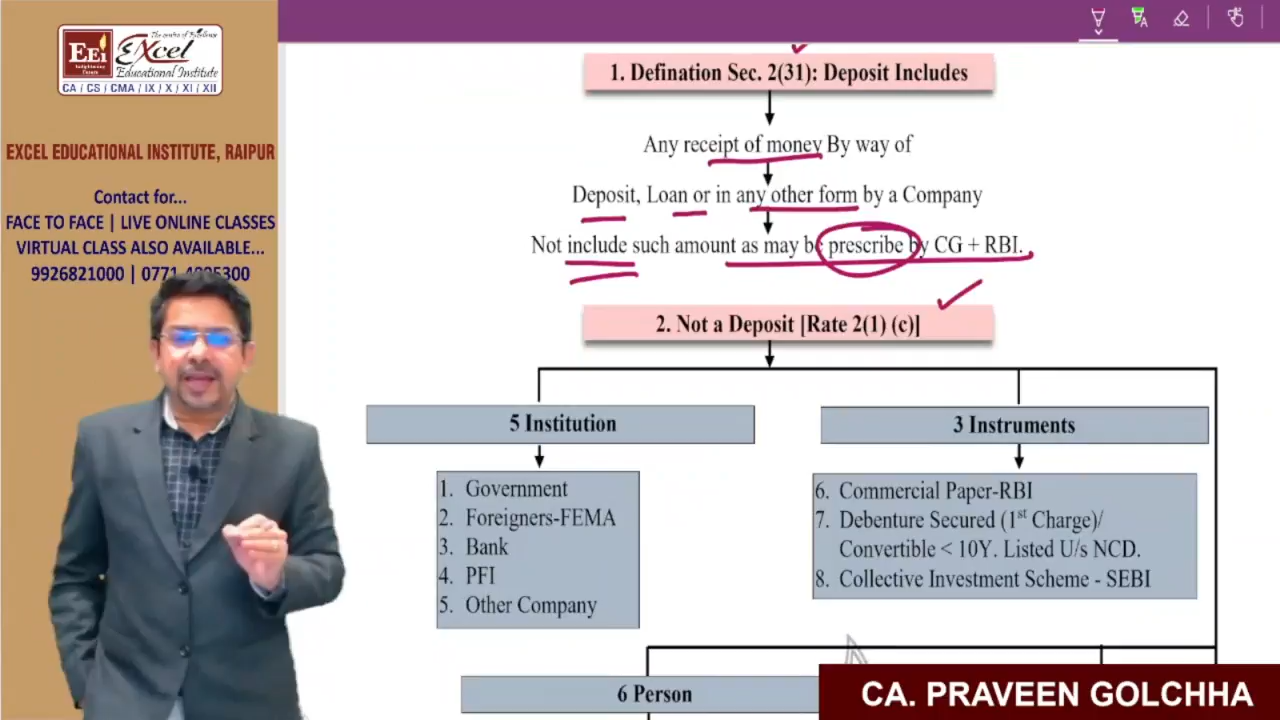 The centre of Excellence
EEi
Excel
Educational Institute
CA / CS / CMA / IX / X / XI / XII
EXCEL EDUCATIONAL INSTITUTE, RAIPUR
Contact for...
FACE TO FACE | LIVE ONLINE CLASSES
VIRTUAL CLASS ALSO AVAILABLE...
9926821000 | 0771
1. Defination Sec. 2(31): Deposit Includes
Any receipt of money By way of
Deposit, Loan or in any other form by a Company
Not include such amount as may be prescribe by CG + RBI.
2. Not a Deposit [Rate 2(1) (c)]
5 Institution
1. Government
2. Foreigners-FEMA
3. Bank
4. PFI
5. Other Company
3 Instruments
6. Commercial Paper-RBI
7. Debenture Secured (1st Charge)/
Convertible < 10Y. Listed U/s NCD.
8. Collective Investment Scheme - SEBI
6 Person
CA. PRAVEEN GOLCHHA